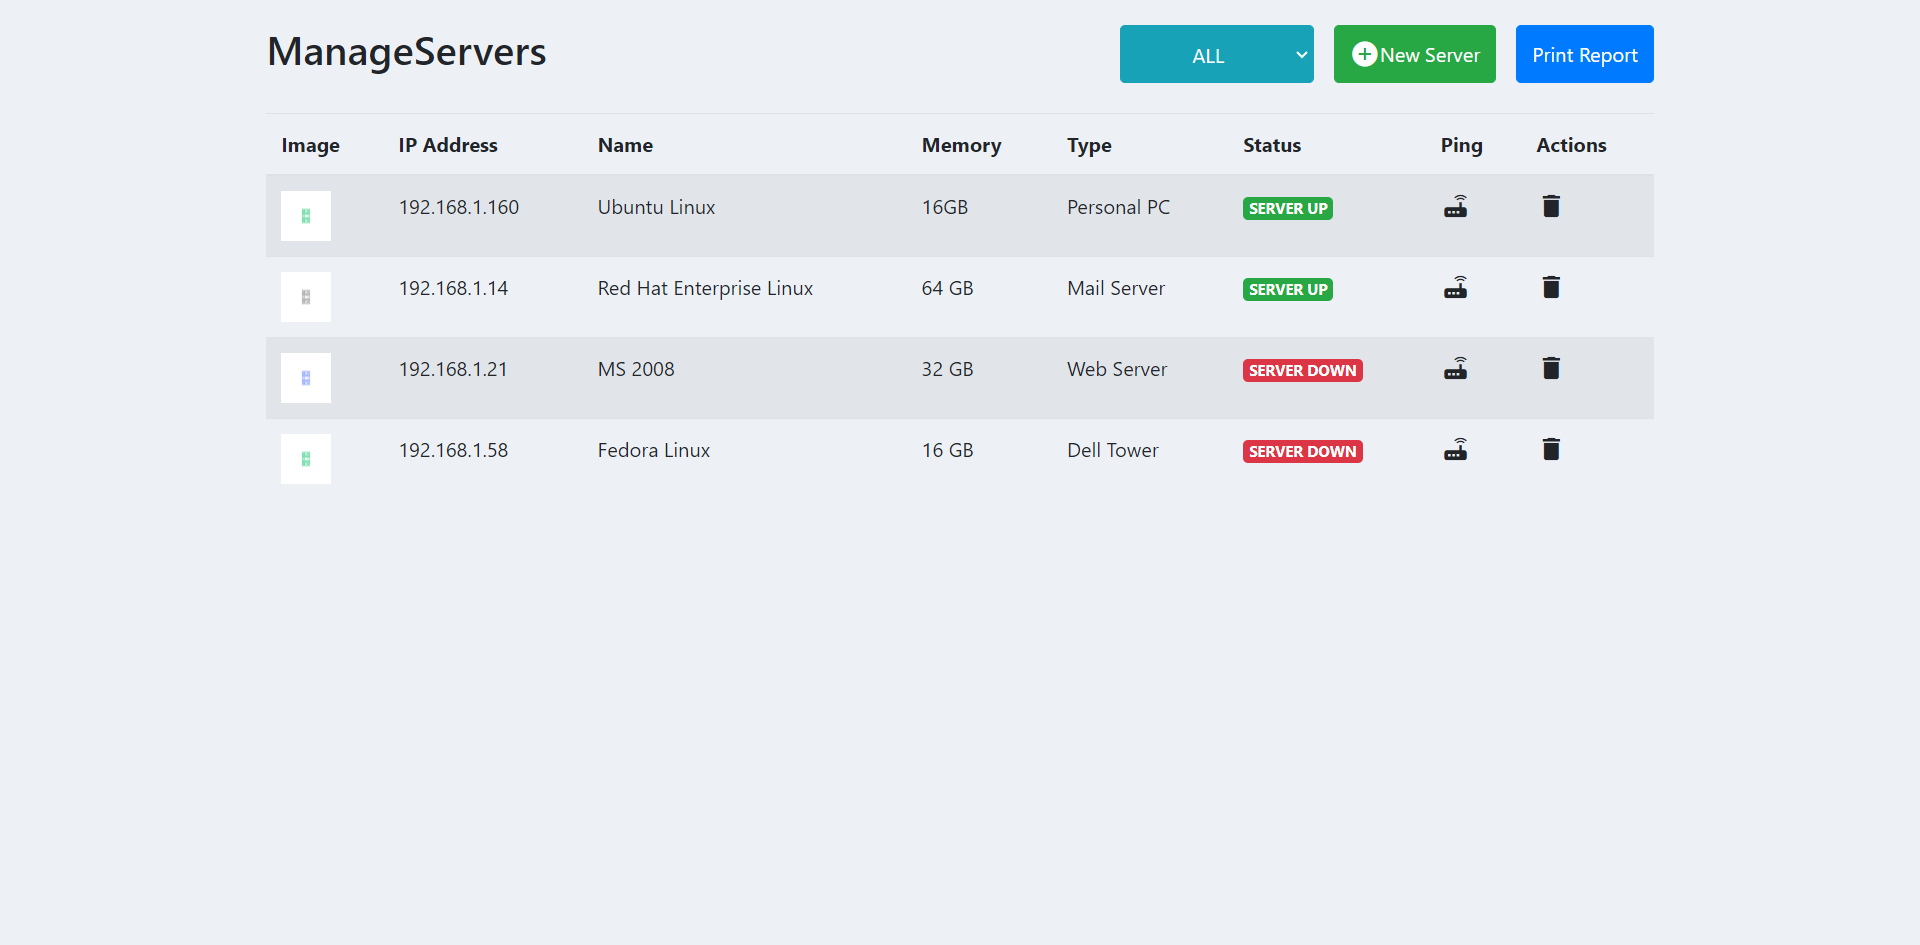 ManageServers
ALL
New Server
Print Report
Image IP Address Name Memory Type Status Ping Actions
192.168.1.160 Ubuntu Linux 16GB Personal PC SERVER UP
192.168.1.14 Red Hat Enterprise Linux 64 GB Mail Server SERVER UP
192.168.1.21 MS 2008 32 GB Web Server SERVER DOWN
192.168.1.58 Fedora Linux 16 GB Dell Tower SERVER DOWN